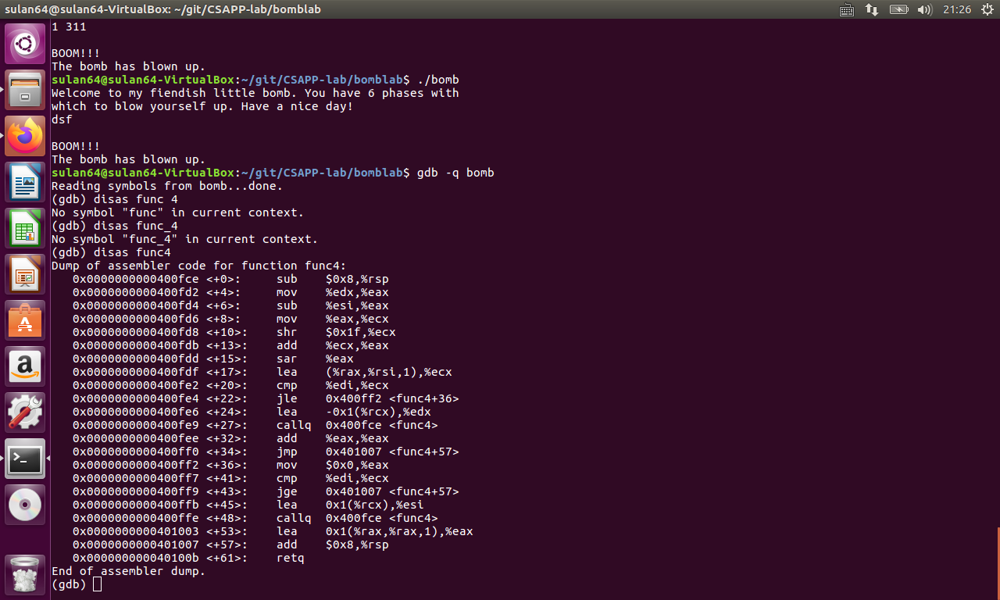 sulan64@sulan64-VirtualBox: ~/git/CSAPP-lab/bomblab 21:26
1 311
BOOM!!!
The bomb has blown up.
sulan64@sulan64-VirtualBox:~/git/CSAPP-lab/bomblab$ ./bomb
Welcome to my fiendish little bomb. You have 6 phases with
which to blow yourself up. Have a nice day!
dsf
BOOM!!!
The bomb has blown up.
sulan64@sulan64-VirtualBox:~/git/CSAPP-lab/bomblab$ gdb -q bomb
Reading symbols from bomb...done.
(gdb) disas func 4
No symbol "func" in current context.
(gdb) disas func_4
No symbol "func_4" in current context.
(gdb) disas func4
Dump of assembler code for function func4:
   0x0000000000400fce <+0>:     sub    $0x8,%rsp
   0x0000000000400fd2 <+4>:     mov    %edx,%eax
   0x0000000000400fd4 <+6>:     sub    %esi,%eax
   0x0000000000400fd6 <+8>:     mov    %eax,%ecx
   0x0000000000400fd8 <+10>:    shr    $0x1f,%ecx
   0x0000000000400fdb <+13>:    add    %ecx,%eax
   0x0000000000400fdd <+15>:    sar    %eax
   0x0000000000400fdf <+17>:    lea    (%rax,%rsi,1),%ecx
   0x0000000000400fe2 <+20>:    cmp    %edi,%ecx
   0x0000000000400fe4 <+22>:    jle    0x400ff2 <func4+36>
   0x0000000000400fe6 <+24>:    lea    -0x1(%rcx),%edx
   0x0000000000400fe9 <+27>:    callq  0x400fce <func4>
   0x0000000000400fee <+32>:    add    %eax,%eax
   0x0000000000400ff0 <+34>:    jmp    0x401007 <func4+57>
   0x0000000000400ff2 <+36>:    mov    $0x0,%eax
   0x0000000000400ff7 <+41>:    cmp    %edi,%ecx
   0x0000000000400ff9 <+43>:    jge    0x401007 <func4+57>
   0x0000000000400ffb <+45>:    lea    0x1(%rcx),%esi
   0x0000000000400ffe <+48>:    callq  0x400fce <func4>
   0x0000000000401003 <+53>:    lea    0x1(%rax,%rax,1),%eax
   0x0000000000401007 <+57>:    add    $0x8,%rsp
   0x000000000040100b <+61>:    retq
End of assembler dump.
(gdb)